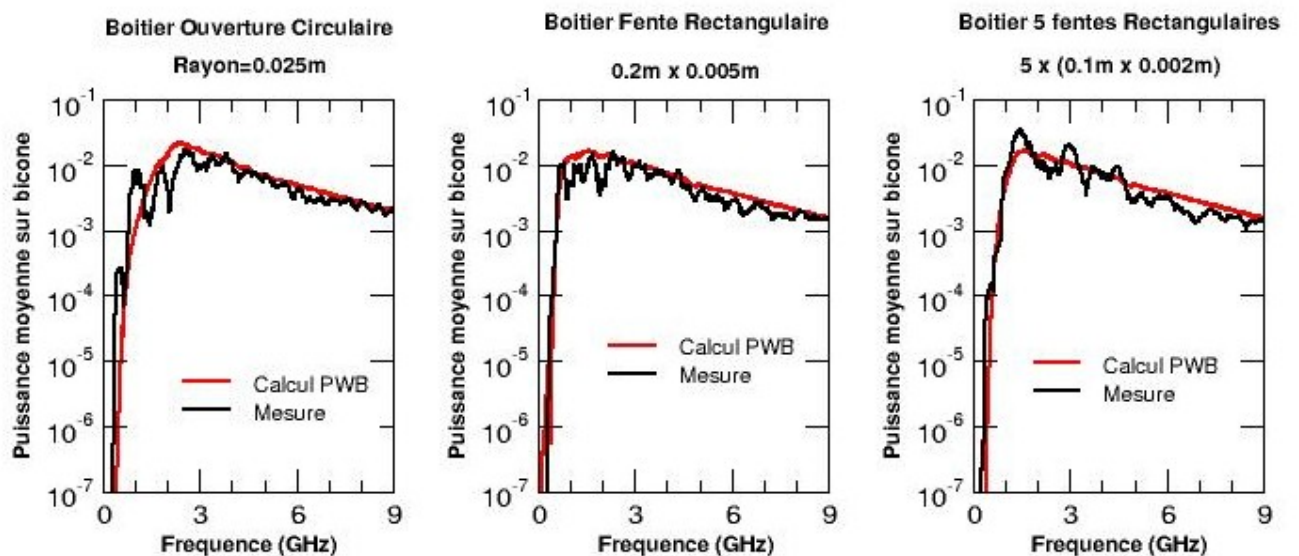 Boitier Ouverture Circulaire
Rayon=0.025m
Puissance moyenne sur bicone
10-1
10-2
10-3
10-4
10-5
10-6
10-7
Calcul PWB
Mesure
0 3 6 9
Frequence (GHz)
Boitier Fente Rectangulaire
0.2m x 0.005m
Puissance moyenne sur bicone
10-1
10-2
10-3
10-4
10-5
10-6
10-7
Calcul PWB
Mesure
0 3 6 9
Frequence (GHz)
Boitier 5 fentes Rectangulaires
5 x (0.1m x 0.002m)
Puissance moyenne sur bicone
10-1
10-2
10-3
10-4
10-5
10-6
10-7
Calcul PWB
Mesure
0 3 6 9
Frequence (GHz)